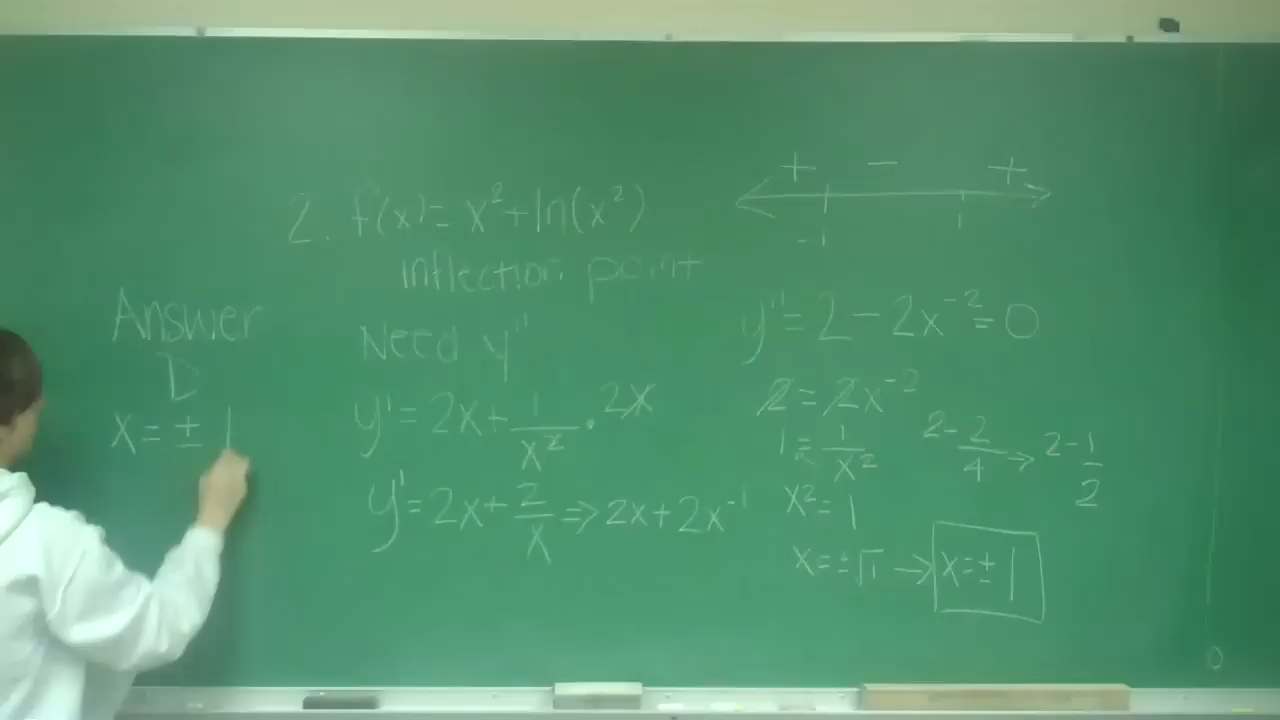 2. f(x) = x² + ln(x²)
inflection point
Need y''
y' = 2x + 1/x² · 2x
y' = 2x + 2/x ⇒ 2x + 2x⁻¹
+ − +
-1 1
y'' = 2 − 2x⁻² = 0
2 = 2x⁻²
1 = 1/x²
x² = 1
x = ±√1 → x = ± 1
2 - 2/4 → 2 - 1/2
Answer
D
x = ± 1